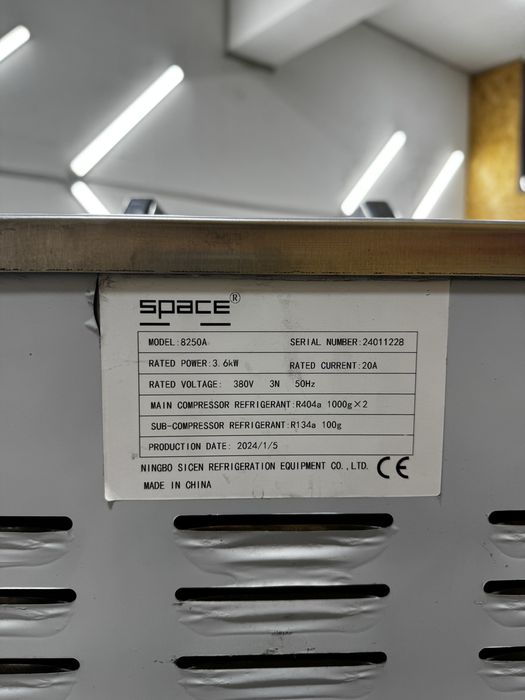 SPACE®
MODEL:8250A SERIAL NUMBER:24011228
RATED POWER:3.6kW RATED CURRENT:20A
RATED VOLTAGE: 380V 3N 50Hz
MAIN COMPRESSOR REFRIGERANT:R404a 1000g×2
SUB-COMPRESSOR REFRIGERANT:R134a 100g
PRODUCTION DATE: 2024/1/5
NINGBO SICEN REFRIGERATION EQUIPMENT CO.,LTD. CE
MADE IN CHINA